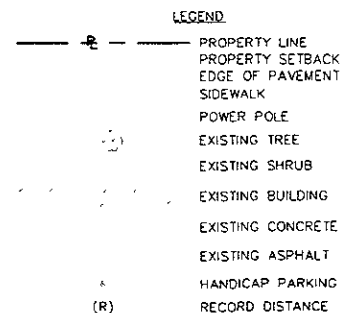 LEGEND
PROPERTY LINE
PROPERTY SETBACK
EDGE OF PAVEMENT
SIDEWALK
POWER POLE
EXISTING TREE
EXISTING SHRUB
EXISTING BUILDING
EXISTING CONCRETE
EXISTING ASPHALT
HANDICAP PARKING
(R) RECORD DISTANCE